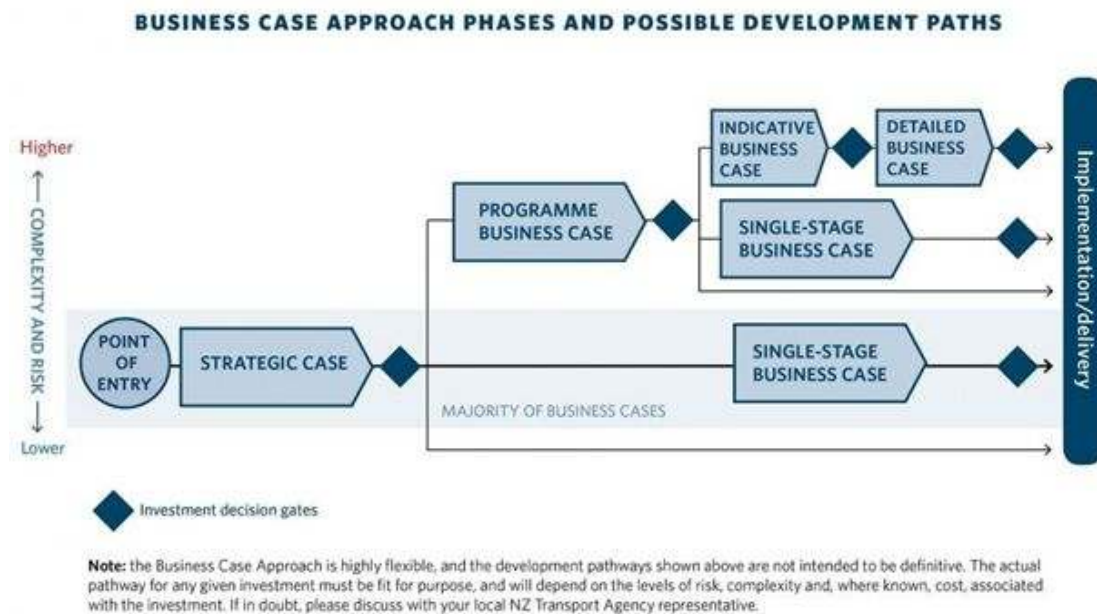 BUSINESS CASE APPROACH PHASES AND POSSIBLE DEVELOPMENT PATHS
Higher
COMPLEXITY AND RISK
Lower
POINT
OF
ENTRY
STRATEGIC CASE
PROGRAMME
BUSINESS CASE
INDICATIVE
BUSINESS
CASE
DETAILED
BUSINESS
CASE
SINGLE-STAGE
BUSINESS CASE
SINGLE-STAGE
BUSINESS CASE
MAJORITY OF BUSINESS CASES
Implementation/delivery
Investment decision gates
Note: the Business Case Approach is highly flexible, and the development pathways shown above are not intended to be definitive. The actual
pathway for any given investment must be fit for purpose, and will depend on the levels of risk, complexity and, where known, cost, associated
with the investment. If in doubt, please discuss with your local NZ Transport Agency representative.